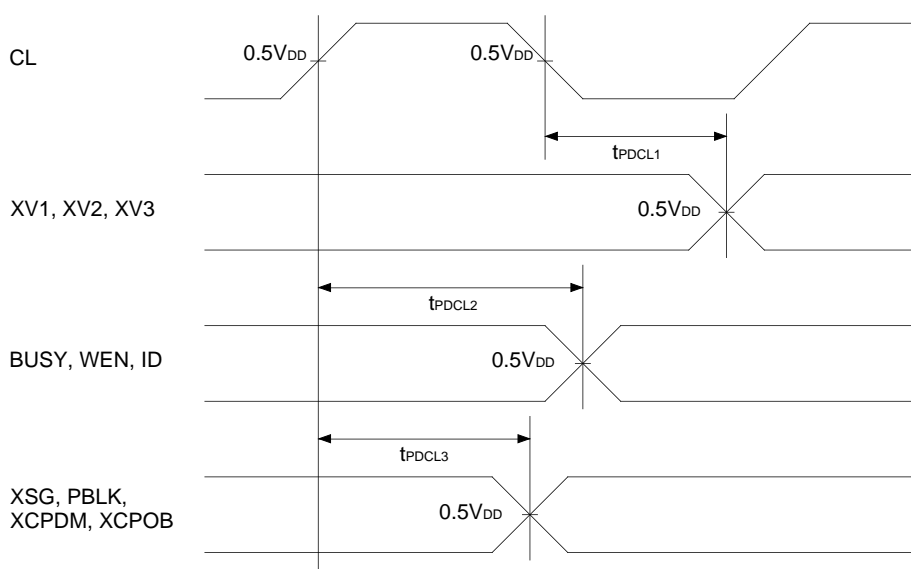 CL
0.5VDD
0.5VDD
tPDCL1
XV1, XV2, XV3
0.5VDD
tPDCL2
BUSY, WEN, ID
0.5VDD
tPDCL3
XSG, PBLK,
XCPDM, XCPOB
0.5VDD